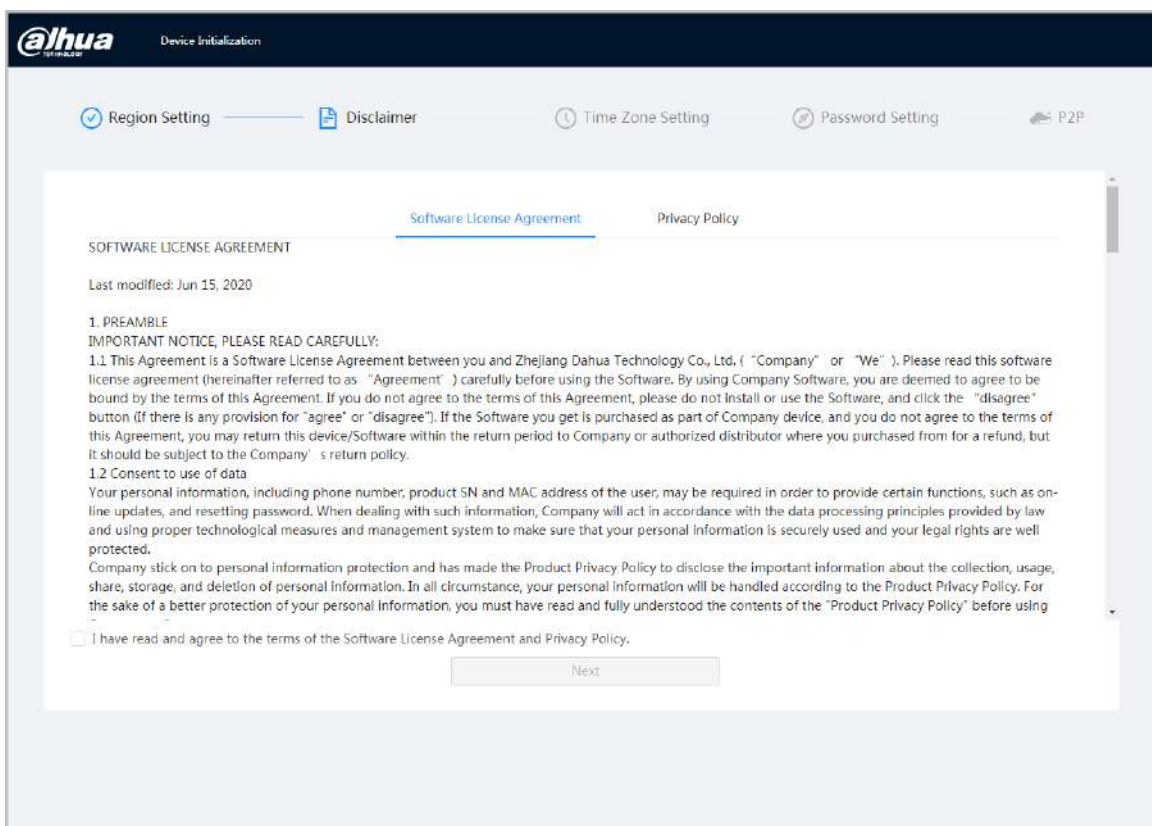 alhua
TECHNOLOGY
Device Initialization
Region Setting
Disclaimer
Time Zone Setting
Password Setting
P2P
Software License Agreement
Privacy Policy
SOFTWARE LICENSE AGREEMENT
Last modified: Jun 15, 2020
1. PREAMBLE
IMPORTANT NOTICE, PLEASE READ CAREFULLY:
1.1 This Agreement is a Software License Agreement between you and Zhejiang Dahua Technology Co., Ltd. ( "Company" or "We" ). Please read this software
license agreement (hereinafter referred to as "Agreement" ) carefully before using the Software. By using Company Software, you are deemed to agree to be
bound by the terms of this Agreement. If you do not agree to the terms of this Agreement, please do not install or use the Software, and click the "disagree"
button (If there is any provision for "agree" or "disagree"). If the Software you get is purchased as part of Company device, and you do not agree to the terms of
this Agreement, you may return this device/Software within the return period to Company or authorized distributor where you purchased from for a refund, but
it should be subject to the Company' s return policy.
1.2 Consent to use of data
Your personal information, including phone number, product SN and MAC address of the user, may be required in order to provide certain functions, such as on-
line updates, and resetting password. When dealing with such information, Company will act in accordance with the data processing principles provided by law
and using proper technological measures and management system to make sure that your personal information is securely used and your legal rights are well
protected.
Company stick on to personal information protection and has made the Product Privacy Policy to disclose the important information about the collection, usage,
share, storage, and deletion of personal information. In all circumstance, your personal information will be handled according to the Product Privacy Policy. For
the sake of a better protection of your personal information, you must have read and fully understood the contents of the "Product Privacy Policy" before using
I have read and agree to the terms of the Software License Agreement and Privacy Policy.
Next